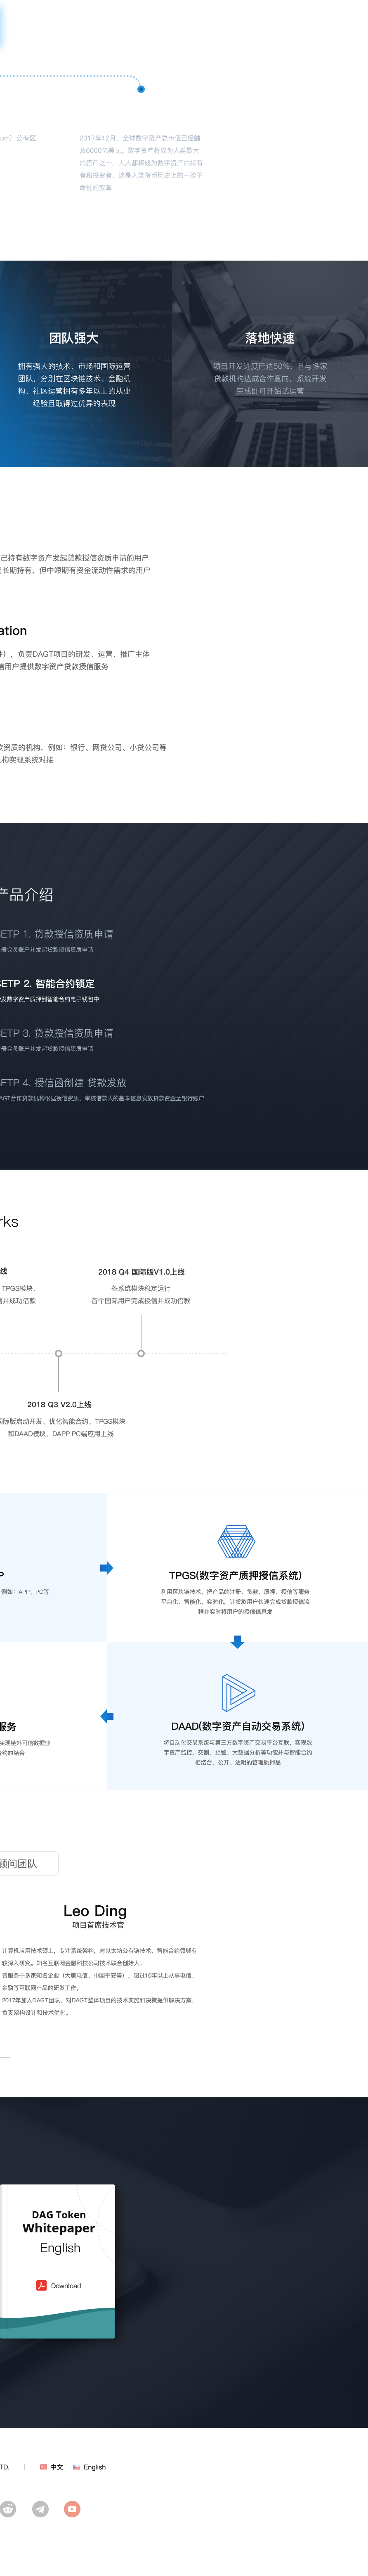 um）公有区
2017年12月，全球数字资产总市值已经触
及6000亿美元。数字资产将成为人类最大
的资产之一，人人都将成为数字资产的持有
者和投资者，这是人类货币历史上的一次革
命性的变革
团队强大
拥有强大的技术、市场和国际运营
团队，分别在区块链技术、金融机
构、社区运营拥有多年以上的从业
经验且取得过优异的表现
落地快速
项目开发进度已达50%，且与多家
贷款机构达成合作意向，系统开发
完成即可开始试运营
己持有数字资产发起贷款授信资质申请的用户
望长期持有，但中短期有资金流动性需求的用户
ation
），负责DAGT项目的研发、运营、推广主体
信用户提供数字资产贷款授信服务
款资质的机构，例如：银行、网贷公司、小贷公司等
机构实现系统对接
产品介绍
SETP 1. 贷款授信资质申请
注册会员账户并发起贷款授信资质申请
SETP 2. 智能合约锁定
发数字资产质押到智能合约电子钱包中
SETP 3. 贷款授信资质申请
注册会员账户并发起贷款授信资质申请
SETP 4. 授信函创建 贷款发放
DAGT合作贷款机构根据授信资质、审核借款人的基本信息发放贷款资金至银行账户
rks
线
TPGS模块、
信并成功借款
2018 Q4 国际版V1.0上线
各系统模块稳定运行
首个国际用户完成授信并成功借款
2018 Q3 V2.0上线
国际版启动开发、优化智能合约、TPGS模块
和DAAD模块、DAPP PC端应用上线
P
例如：APP、PC等
TPGS(数字资产质押授信系统)
利用区块链技术，把产品的注册、贷款、质押、授信等服务
平台化、智能化、实时化，让贷款用户快速完成贷款授信流
程并实时将用户的授信信息发
服务
实现链外可信数据业
合约的结合
DAAD(数字资产自动交易系统)
将自动化交易系统与第三方数字资产交易平台互联，实现数
字资产监控、交割、预警、大数据分析等功能并与智能合约
相结合，公开、透明的管理质押品
顾问团队
Leo Ding
项目首席技术官
计算机应用技术硕士，专注系统架构，对以太坊公有链技术、智能合约领域有
较深入研究。知名互联网金融科技公司技术联合创始人；
曾服务于多家知名企业（大唐电信、中国平安等），超过10年以上从事电信、
金融等互联网产品的研发工作。
2017年加入DAGT团队，对DAGT整体项目的技术实施和决策提供解决方案，
负责架构设计和技术优化。
DAG Token
Whitepaper
English
Download
TD.
中文
English